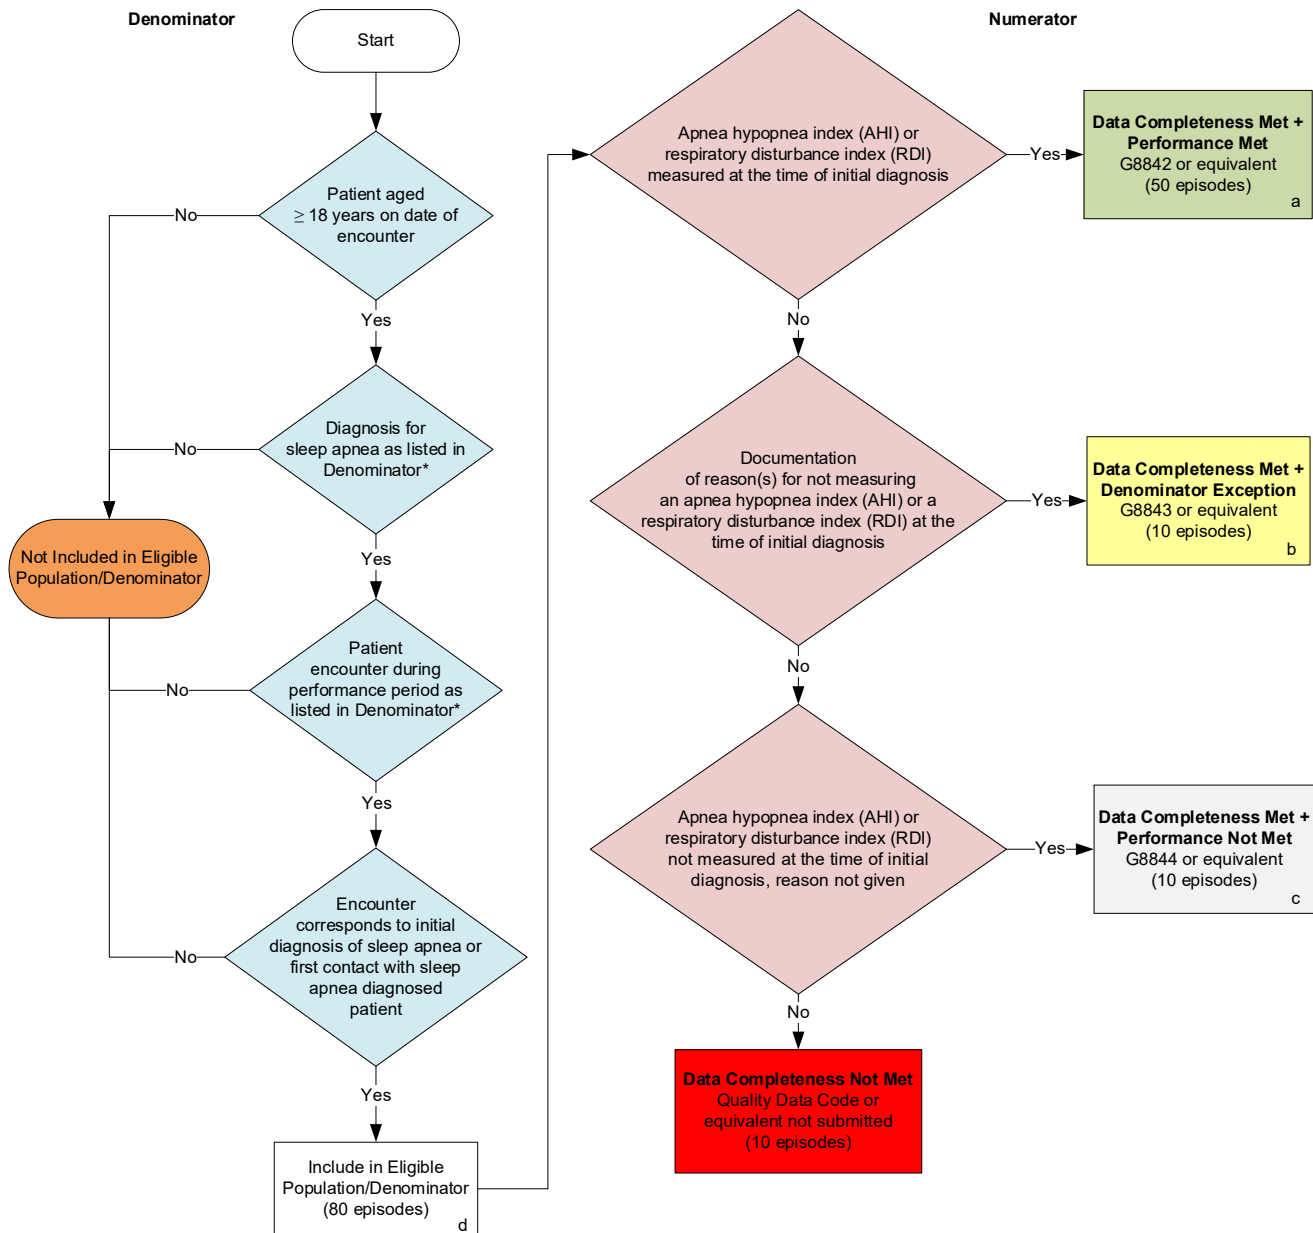 Denominator
Start
Patient aged
≥ 18 years on date of
encounter
No
Yes
Diagnosis for
sleep apnea as listed in
Denominator*
No
Yes
Not Included in Eligible
Population/Denominator
Patient
encounter during
performance period as
listed in Denominator*
No
Yes
Encounter
corresponds to initial
diagnosis of sleep apnea or
first contact with sleep
apnea diagnosed
patient
No
Yes
Include in Eligible
Population/Denominator
(80 episodes)
d
Numerator
Apnea hypopnea index (AHI) or
respiratory disturbance index (RDI)
measured at the time of initial diagnosis
Yes
Data Completeness Met +
Performance Met
G8842 or equivalent
(50 episodes)
a
No
Documentation
of reason(s) for not measuring
an apnea hypopnea index (AHI) or a
respiratory disturbance index (RDI) at the
time of initial diagnosis
Yes
Data Completeness Met +
Denominator Exception
G8843 or equivalent
(10 episodes)
b
No
Apnea hypopnea index (AHI) or
respiratory disturbance index (RDI)
not measured at the time of initial
diagnosis, reason not given
Yes
Data Completeness Met +
Performance Not Met
G8844 or equivalent
(10 episodes)
c
No
Data Completeness Not Met
Quality Data Code or
equivalent not submitted
(10 episodes)